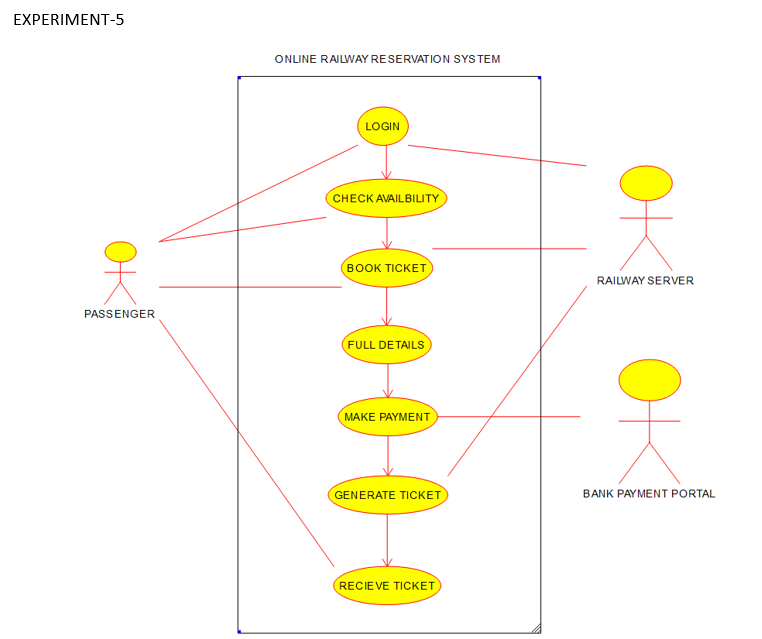 EXPERIMENT-5
ONLINE RAILWAY RESERVATION SYSTEM
LOGIN
CHECK AVAILBILITY
BOOK TICKET
RAILWAY SERVER
PASSENGER
FULL DETAILS
MAKE PAYMENT
GENERATE TICKET
BANK PAYMENT PORTAL
RECIEVE TICKET